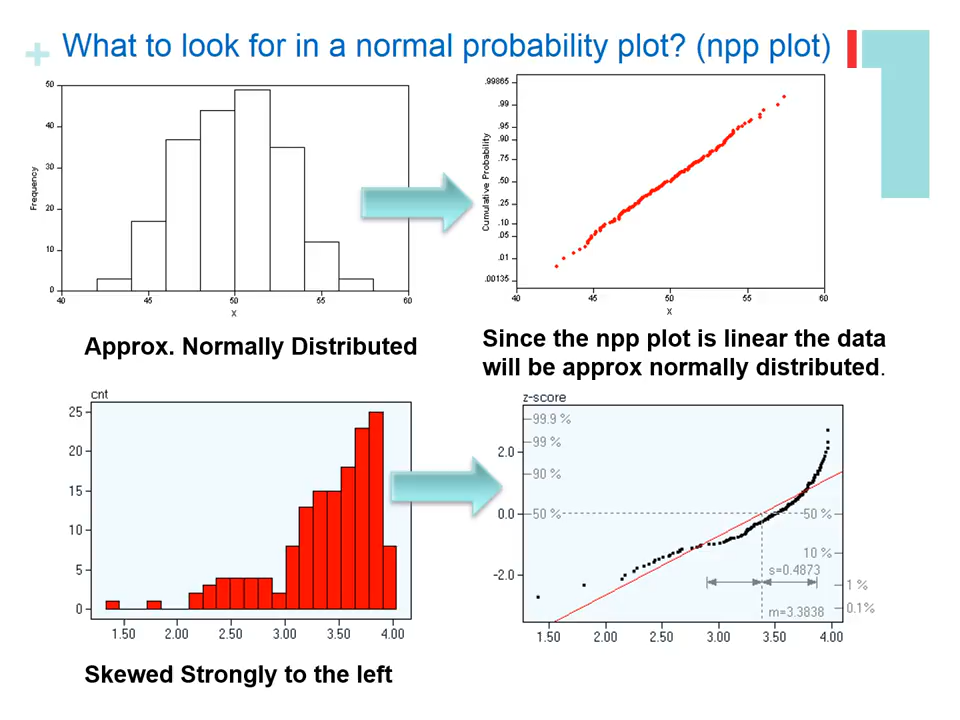 + What to look for in a normal probability plot? (npp plot)
50
40
30
20
10
0
Frequency
40 45 50 55 60
X
.99865
.99
.95
.90
.75
.50
.25
.10
.05
.01
.00135
Cumulative Probability
40 45 50 55 60
X
Approx. Normally Distributed
Since the npp plot is linear the data
will be approx normally distributed.
cnt
25
20
15
10
5
0
1.50 2.00 2.50 3.00 3.50 4.00
z-score
2.0
0.0
-2.0
99.9 %
99 %
90 %
50 %
50 %
10 %
1 %
0.1%
s=0.4873
m=3.3838
1.50 2.00 2.50 3.00 3.50 4.00
Skewed Strongly to the left